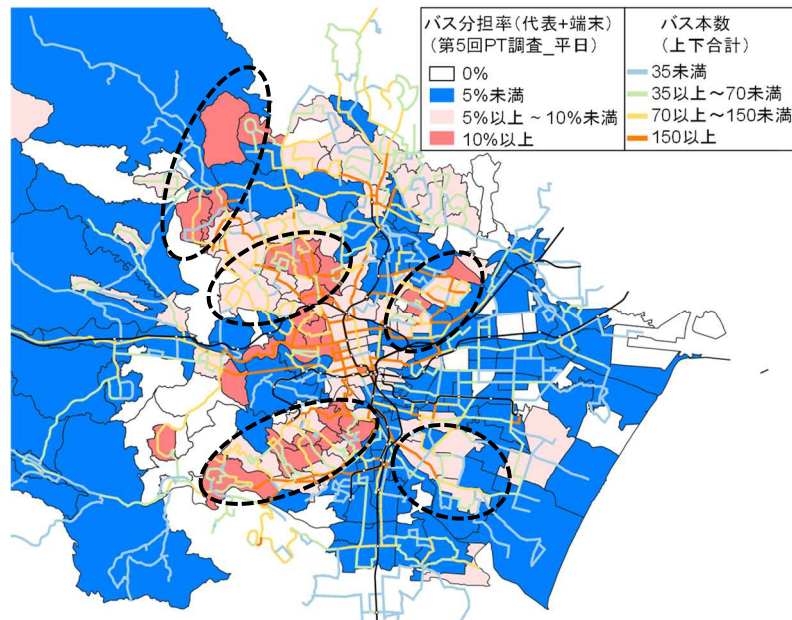 バス分担率(代表+端末)
(第5回PT調査_平日)
0%
5%未満
5%以上 ~ 10%未満
10%以上
バス本数
(上下合計)
35未満
35以上～70未満
70以上～150未満
150以上